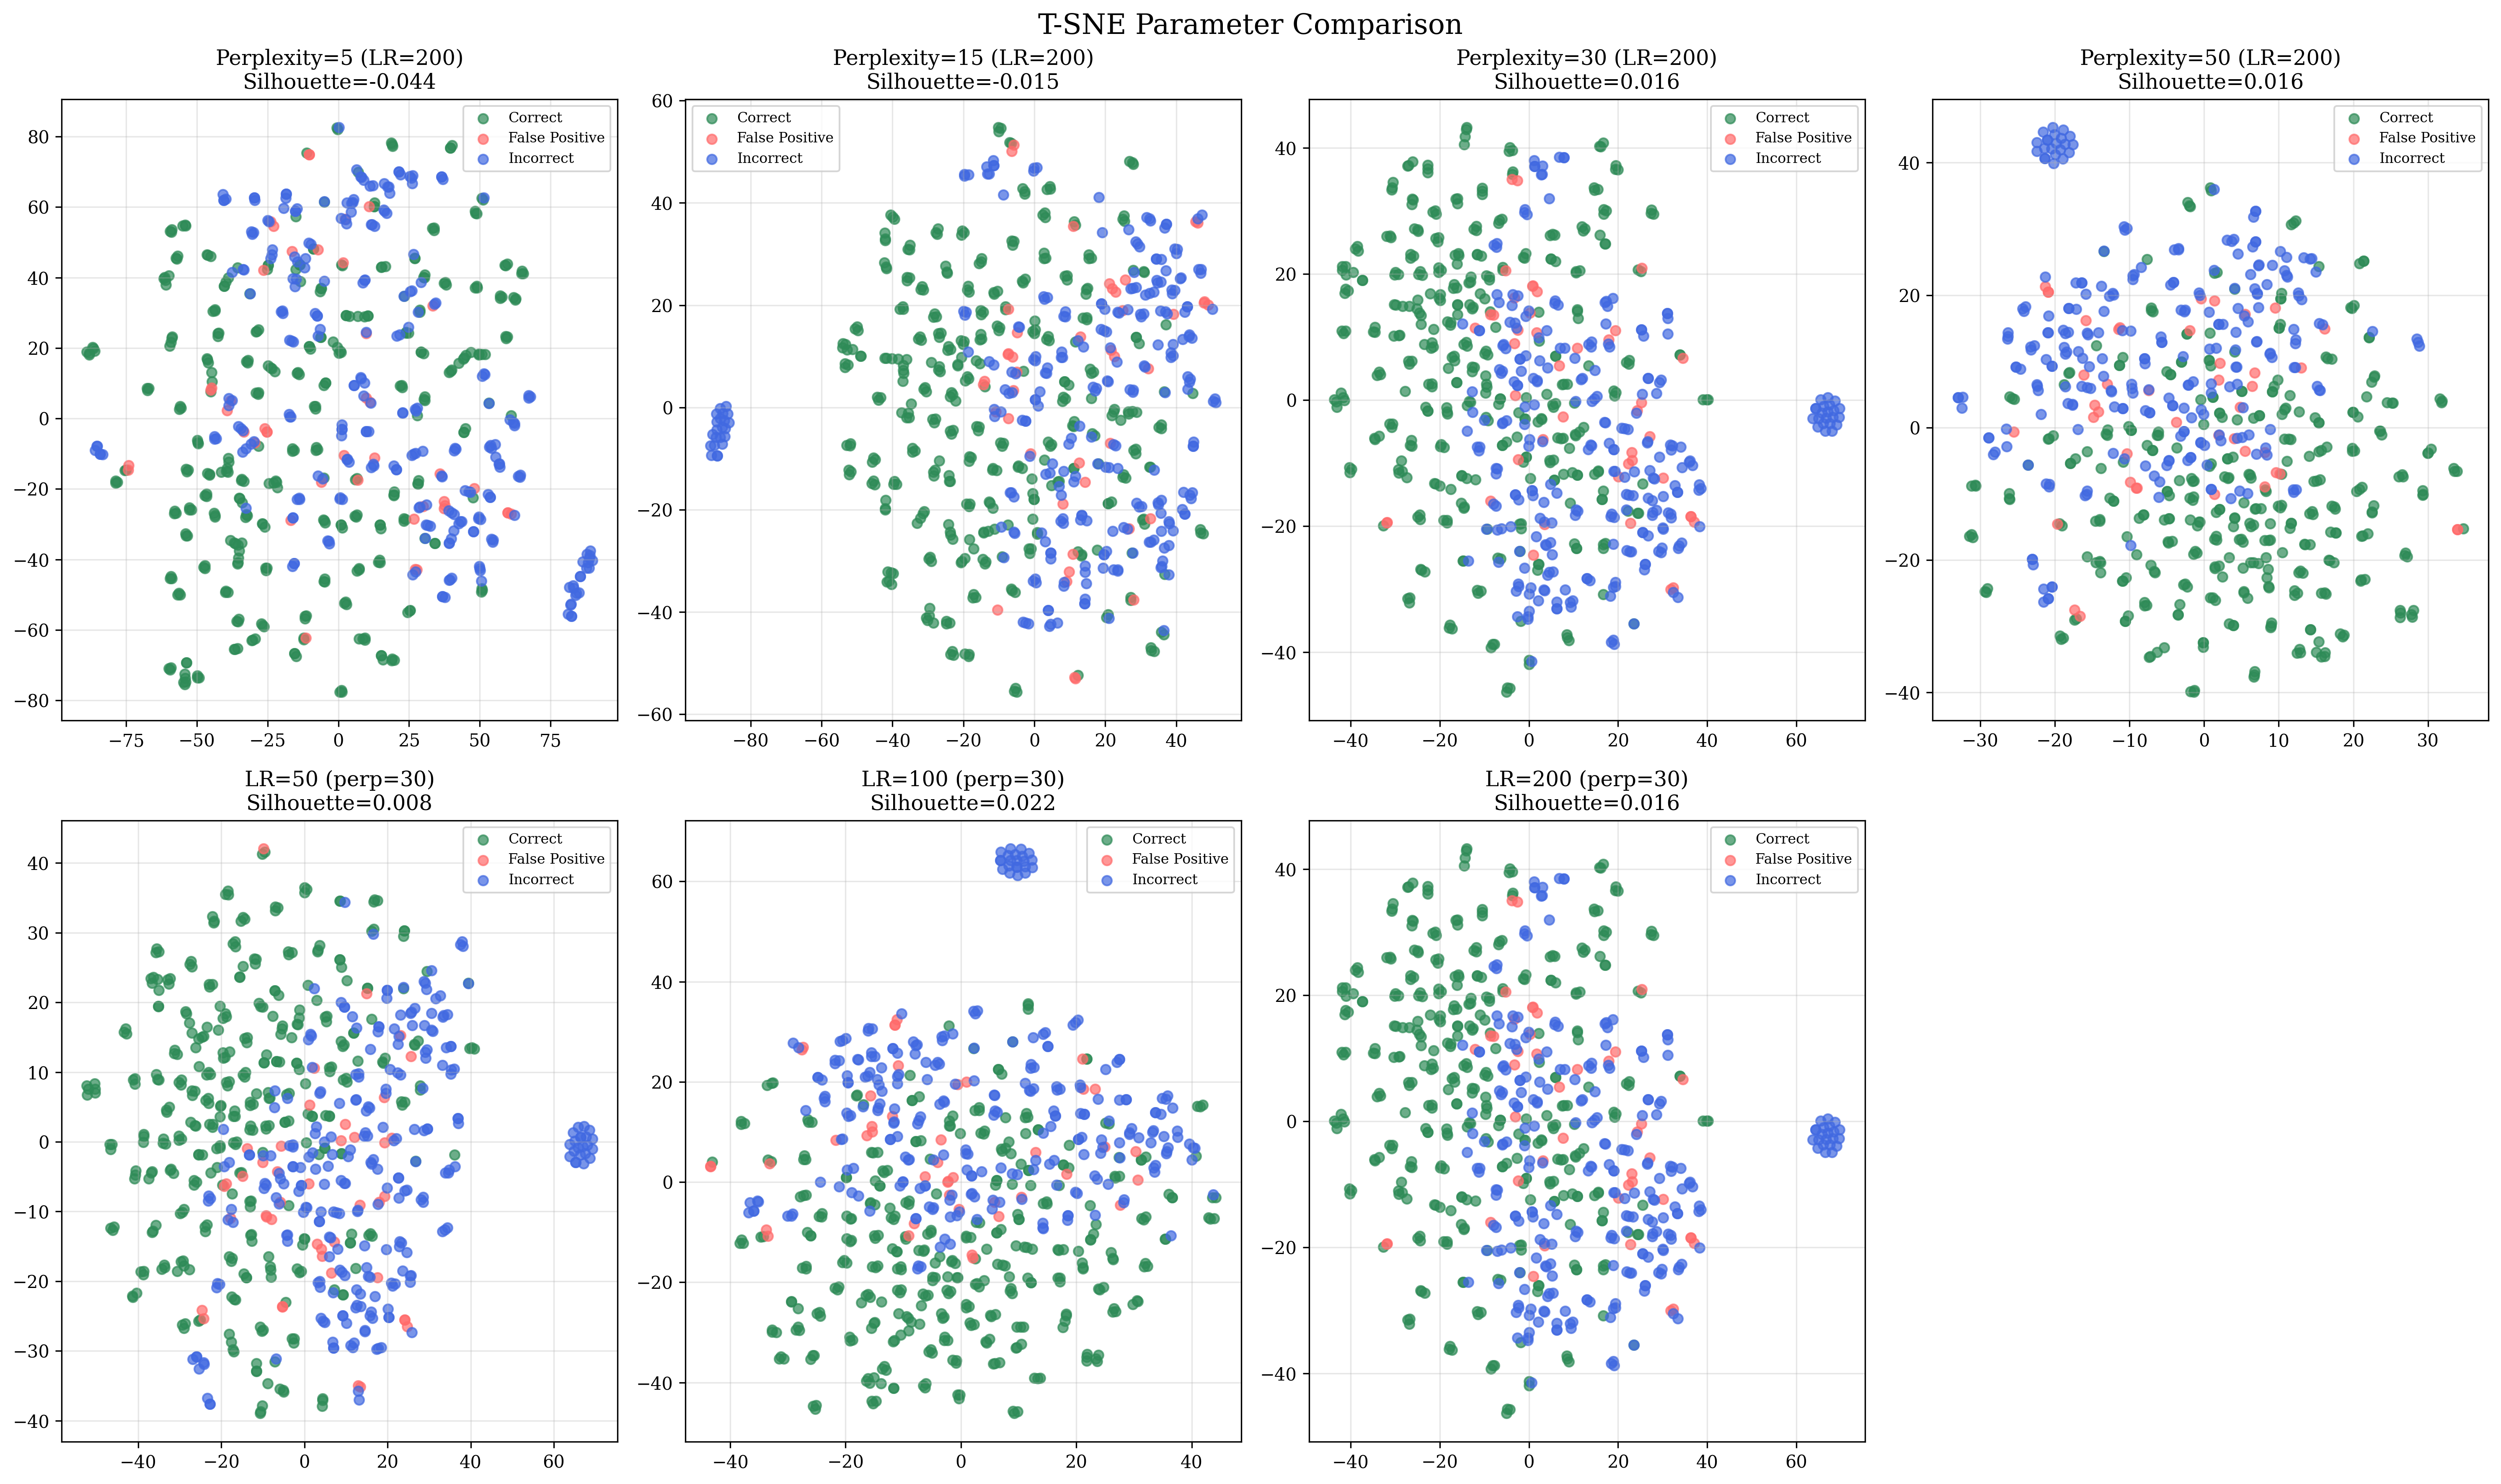 T-SNE Parameter Comparison
Perplexity=5 (LR=200)
Silhouette=-0.044
Correct
False Positive
Incorrect
80
60
40
20
0
−20
−40
−60
−80
−75 −50 −25 0 25 50 75
Perplexity=15 (LR=200)
Silhouette=-0.015
Correct
False Positive
Incorrect
60
40
20
0
−20
−40
−60
−80 −60 −40 −20 0 20 40
Perplexity=30 (LR=200)
Silhouette=0.016
Correct
False Positive
Incorrect
40
20
0
−20
−40
−40 −20 0 20 40 60
Perplexity=50 (LR=200)
Silhouette=0.016
Correct
False Positive
Incorrect
40
20
0
−20
−40
−30 −20 −10 0 10 20 30
LR=50 (perp=30)
Silhouette=0.008
Correct
False Positive
Incorrect
40
30
20
10
0
−10
−20
−30
−40
−40 −20 0 20 40 60
LR=100 (perp=30)
Silhouette=0.022
Correct
False Positive
Incorrect
60
40
20
0
−20
−40
−40 −20 0 20 40
LR=200 (perp=30)
Silhouette=0.016
Correct
False Positive
Incorrect
40
20
0
−20
−40
−40 −20 0 20 40 60